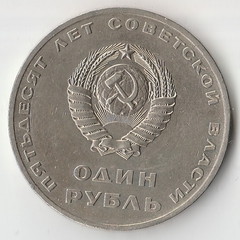 ПЯТЬДЕСЯТ ЛЕТ СОВЕТСКОЙ ВЛАСТИ
ОДИН
РУБЛЬ